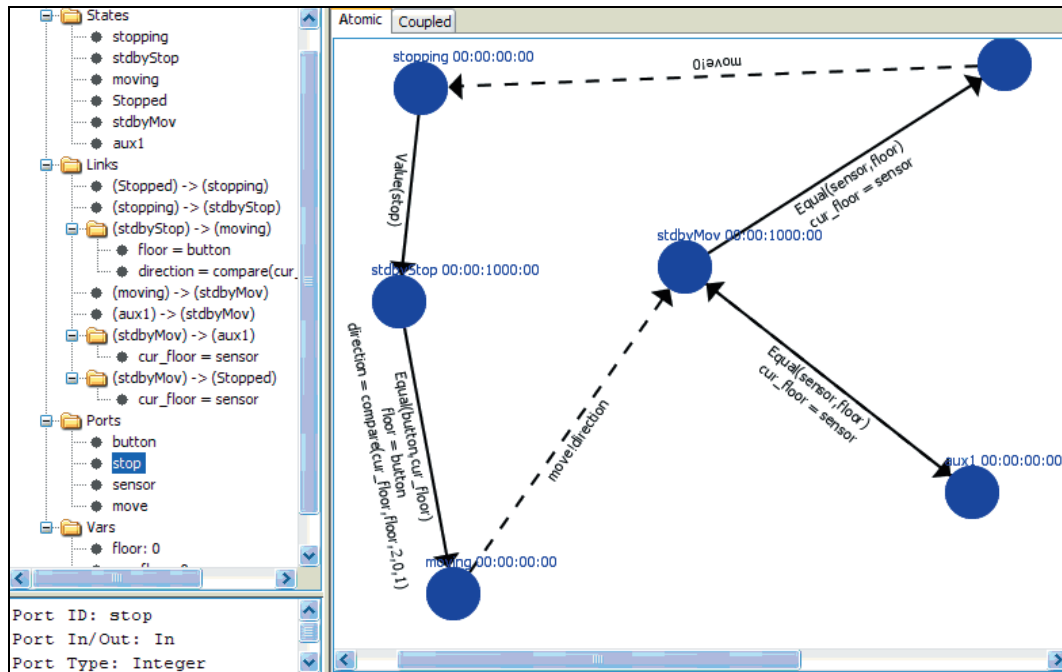 States
stopping
stdbyStop
moving
Stopped
stdbyMov
aux1
Links
(Stopped) -> (stopping)
(stopping) -> (stdbyStop)
(stdbyStop) -> (moving)
floor = button
direction = compare(cur_
(moving) -> (stdbyMov)
(aux1) -> (stdbyMov)
(stdbyMov) -> (aux1)
cur_floor = sensor
(stdbyMov) -> (Stopped)
cur_floor = sensor
Ports
button
stop
sensor
move
Vars
floor: 0
Port ID: stop
Port In/Out: In
Port Type: Integer
Atomic
Coupled
stopping 00:00:00:00
move!0
Value(stop)
Equal(sensor,floor)
cur_floor = sensor
stdbyMov 00:00:1000:00
stdbyStop 00:00:1000:00
Equal(button,cur_floor)
floor = button
direction = compare(cur_floor,floor,2,0,1)
move!direction
Equal(sensor,floor)
cur_floor = sensor
aux1 00:00:00:00
moving 00:00:00:00